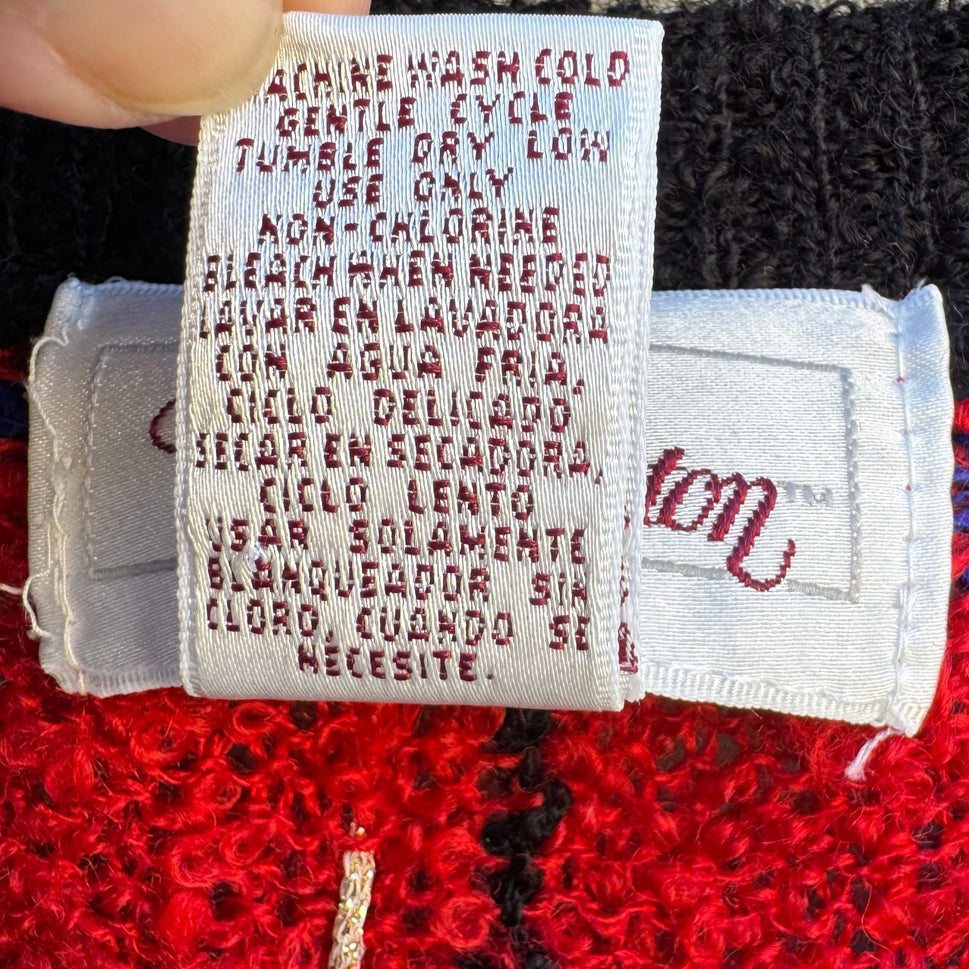 MACHINE WASH COLD
GENTLE CYCLE
TUMBLE DRY LOW
USE ONLY
NON-CHLORINE
BLEACH WHEN NEEDED
LAVAR EN LAVADORA
CON AGUA FRIA,
CICLO DELICADO
SECAR EN SECADORA,
CICLO LENTO
USAR SOLAMENTE
BLANQUEADOR SIN
CLORO, CUANDO SE
NECESITE.
ton™